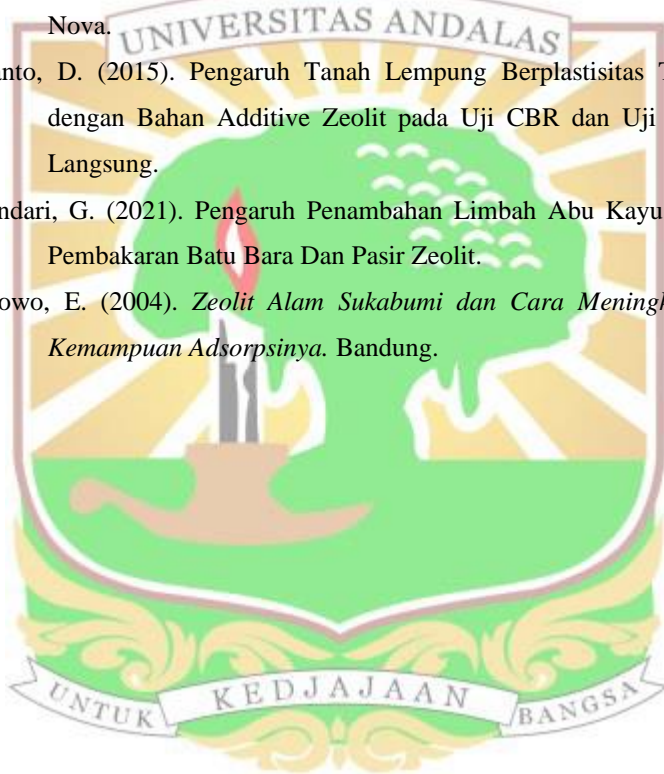 Nova.
UNIVERSITAS ANDALAS
anto, D. (2015). Pengaruh Tanah Lempung Berplastisitas T
dengan Bahan Additive Zeolit pada Uji CBR dan Uji
Langsung.
ndari, G. (2021). Pengaruh Penambahan Limbah Abu Kayu
Pembakaran Batu Bara Dan Pasir Zeolit.
owo, E. (2004). Zeolit Alam Sukabumi dan Cara Meningk
Kemampuan Adsorpsinya. Bandung.
UNTUK KEDJAJAAN BANGSA